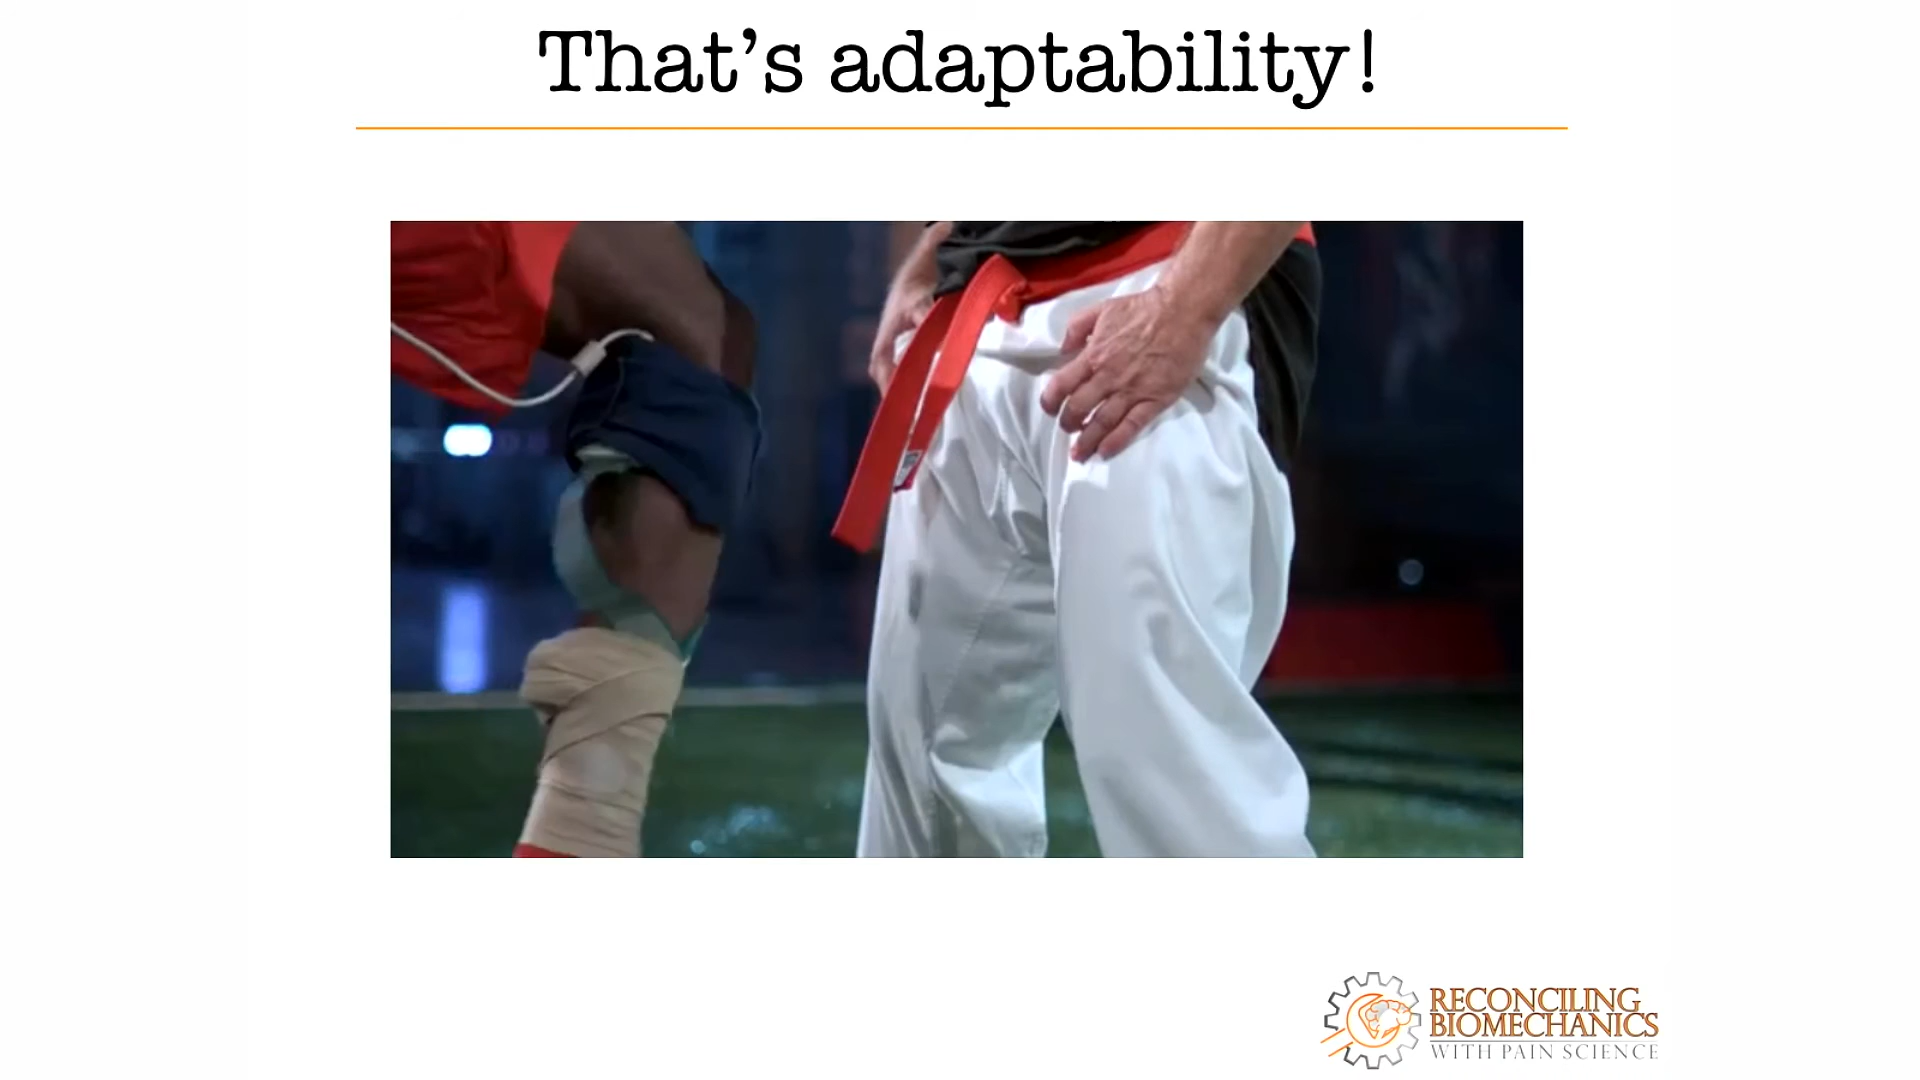 That’s adaptability!
RECONCILING
BIOMECHANICS
WITH PAIN SCIENCE